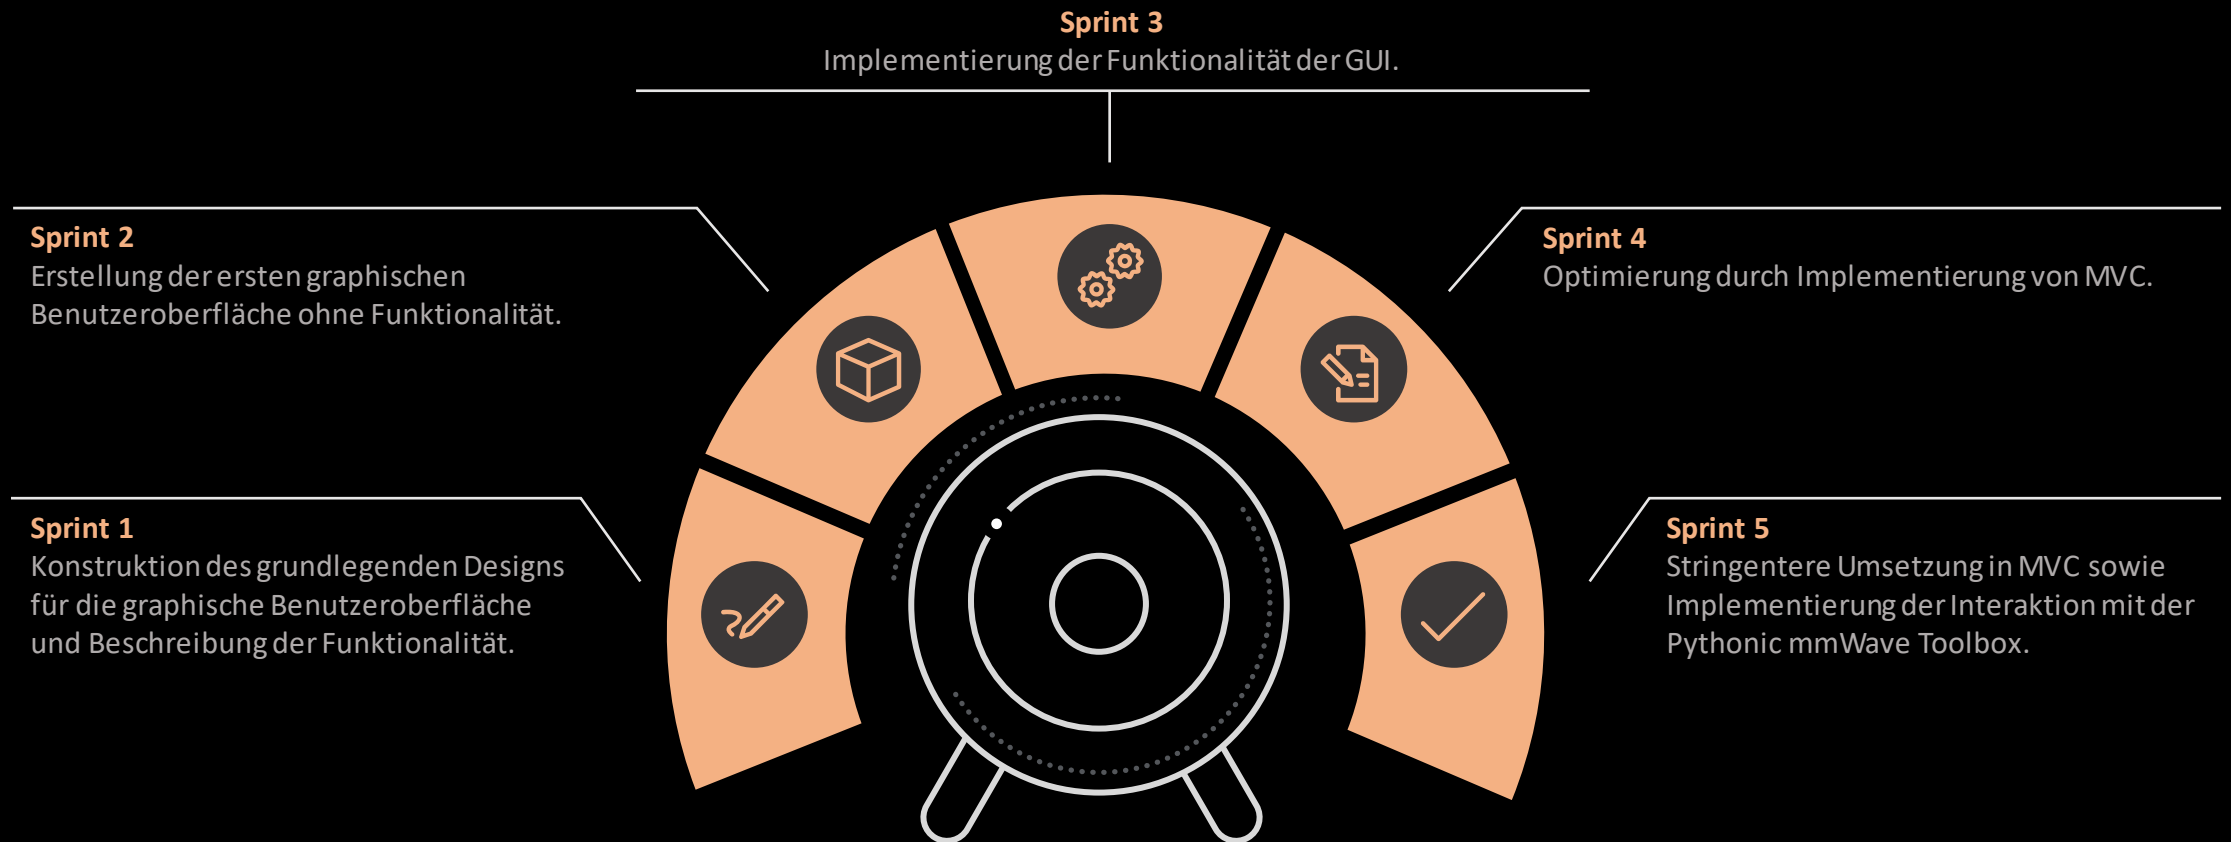 Sprint 3
Implementierung der Funktionalität der GUI.
Sprint 2
Erstellung der ersten graphischen
Benutzeroberfläche ohne Funktionalität.
Sprint 4
Optimierung durch Implementierung von MVC.
Sprint 1
Konstruktion des grundlegenden Designs
für die graphische Benutzeroberfläche
und Beschreibung der Funktionalität.
Sprint 5
Stringentere Umsetzung in MVC sowie
Implementierung der Interaktion mit der
Pythonic mmWave Toolbox.